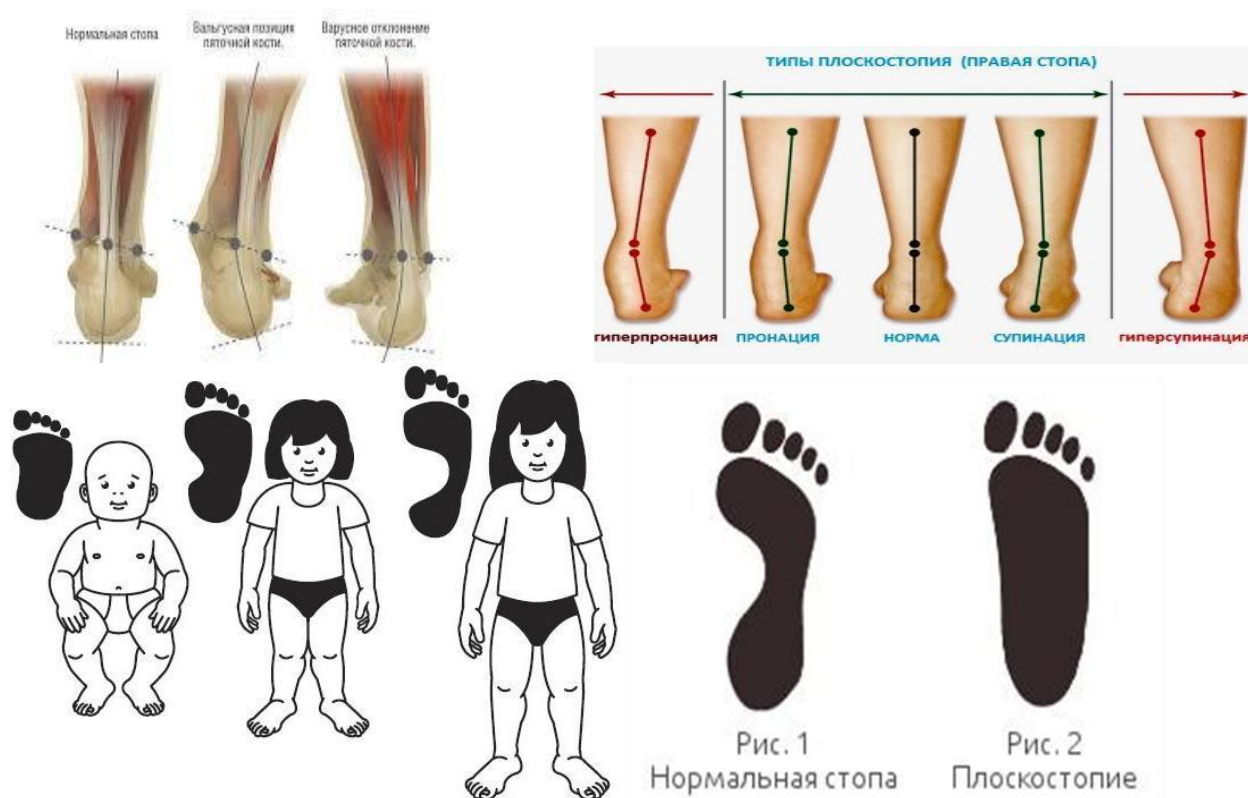 Нормальная стопа
Вальгусная позиция
пяточной кости.
Варусное отклонение
пяточной кости.
ТИПЫ ПЛОСКОСТОПИЯ (ПРАВАЯ СТОПА)
гиперпронация
ПРОНАЦИЯ
НОРМА
СУПИНАЦИЯ
гиперсупинация
Рис. 1
Нормальная стопа
Рис. 2
Плоскостопие